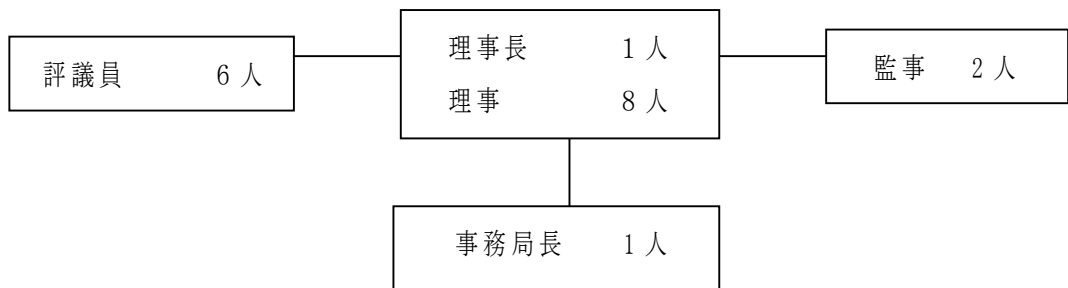 評議員 6人
理事長 1人
理事 8人
監事 2人
事務局長 1人